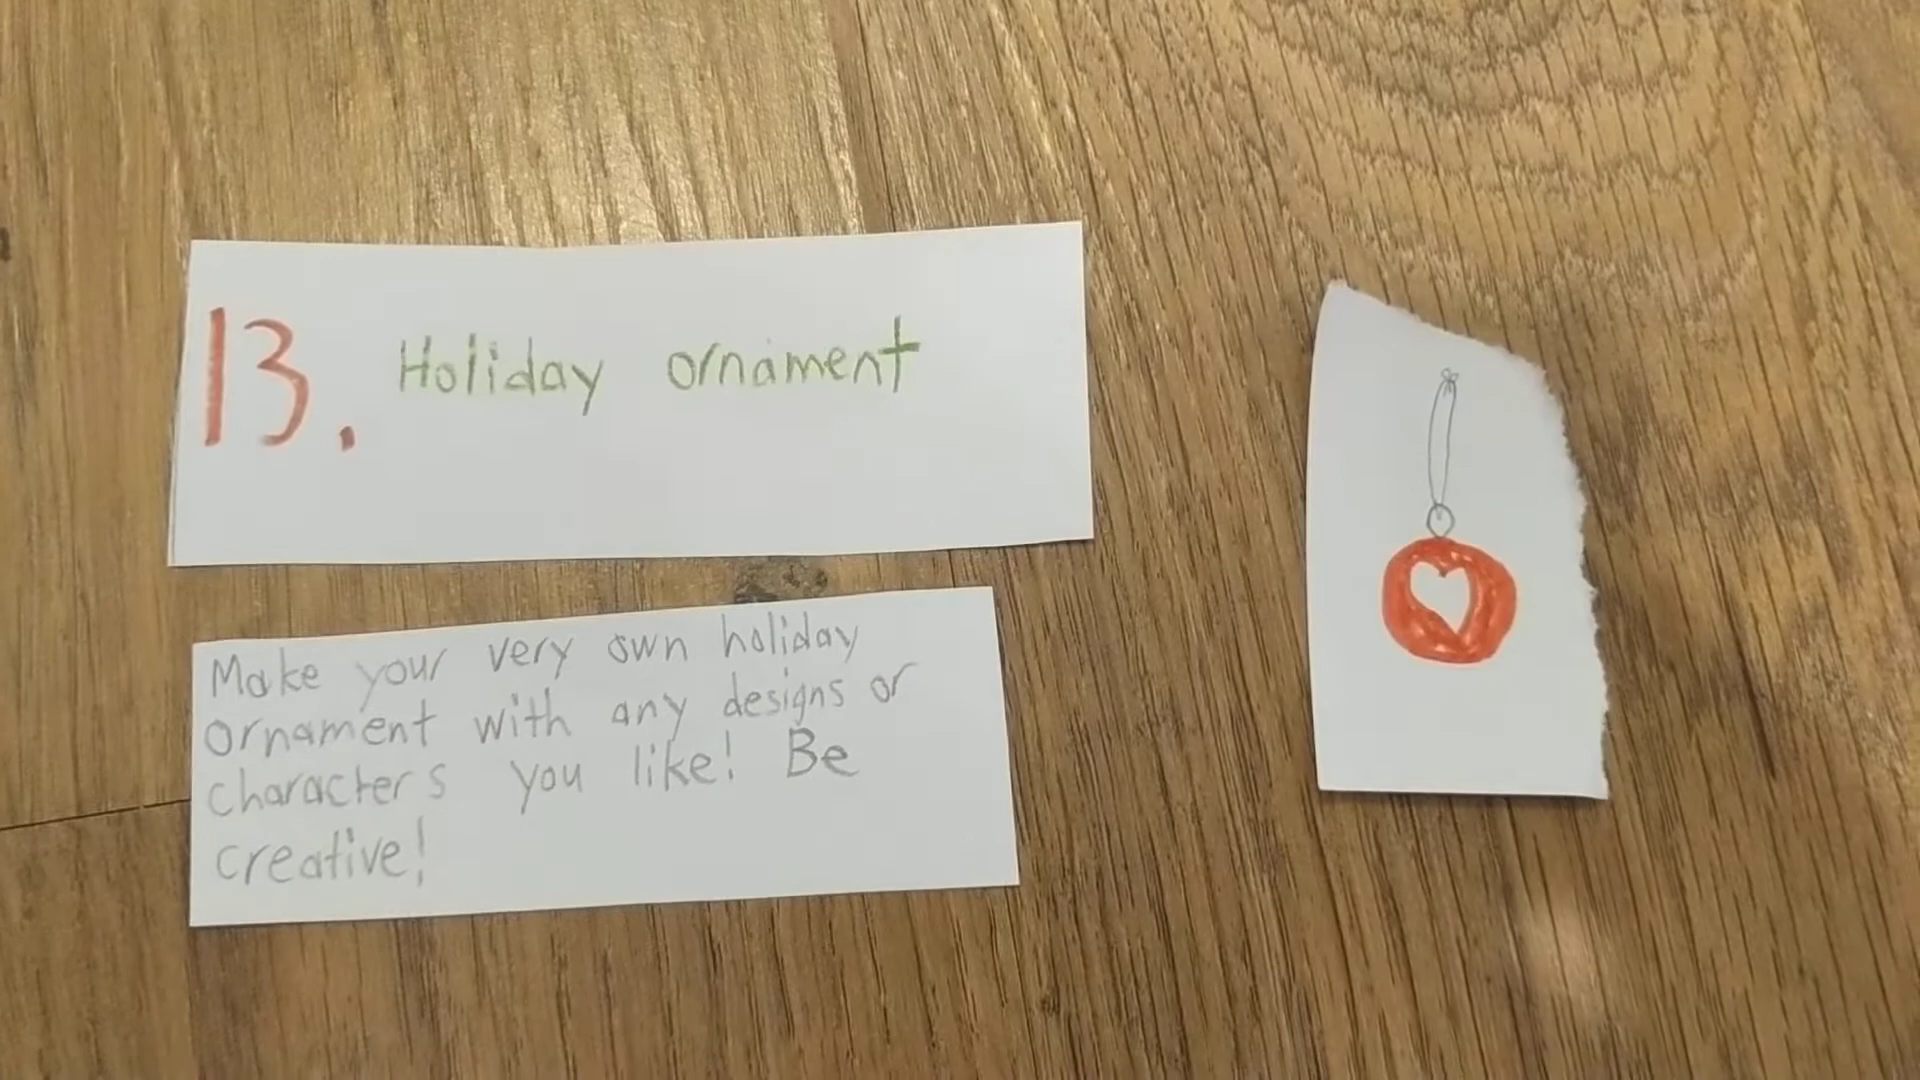 13. Holiday ornament
Make your very own holiday
ornament with any designs or
characters you like! Be
creative!